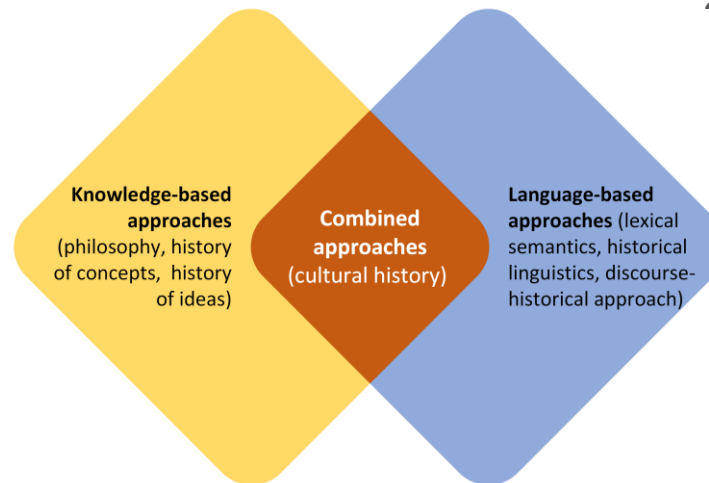 Knowledge-based
approaches
(philosophy, history
of concepts, history
of ideas)
Combined
approaches
(cultural history)
Language-based
approaches (lexical
semantics, historical
linguistics, discourse-
historical approach)